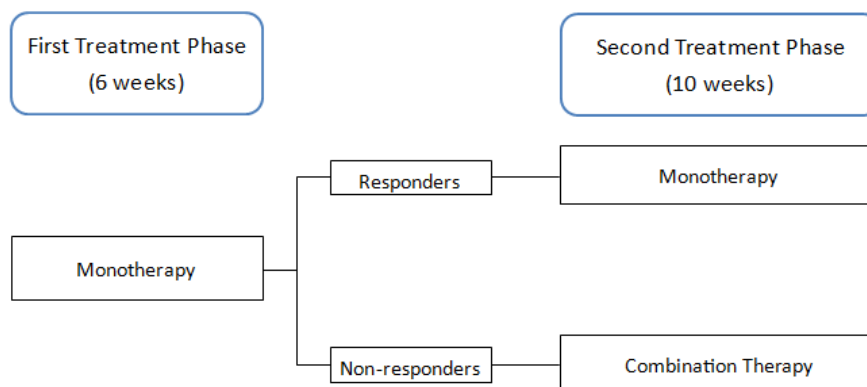 First Treatment Phase
(6 weeks)
Second Treatment Phase
(10 weeks)
Responders
Monotherapy
Monotherapy
Non-responders
Combination Therapy